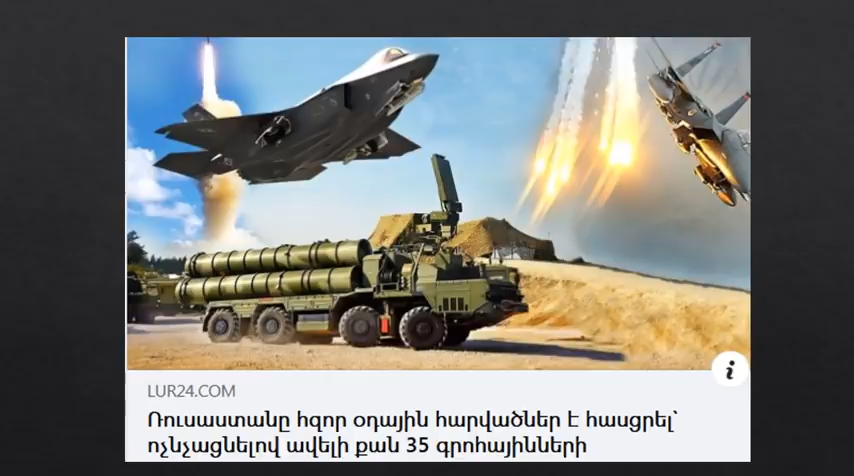 LUR24.COM
Ռուսաստանը հզոր օդային հարվածներ է հասցրել՝
ոչնչացնելով ավելի քան 35 գրոհայինների